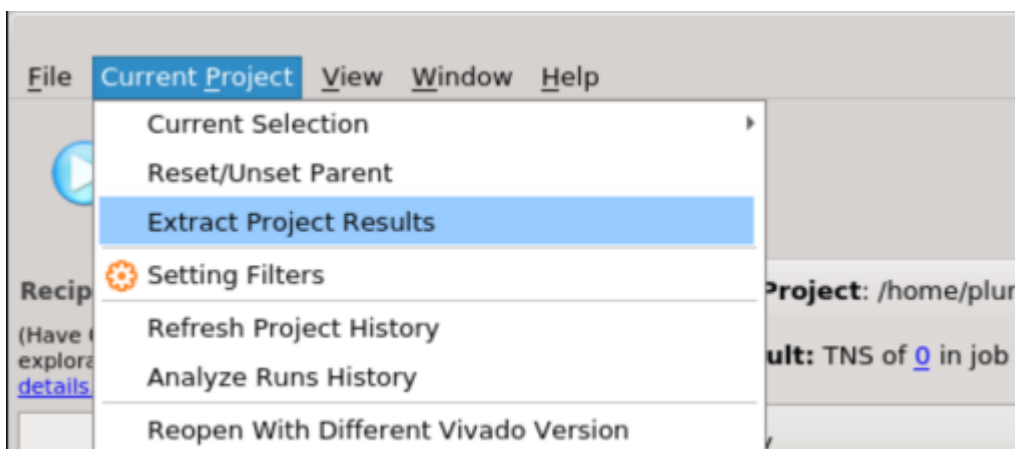 File Current Project View Window Help
Current Selection
Reset/Unset Parent
Extract Project Results
Setting Filters
Recip
Project: /home/plur
Refresh Project History
(Have
explora
ult: TNS of 0 in job
Analyze Runs History
details.
Reopen With Different Vivado Version